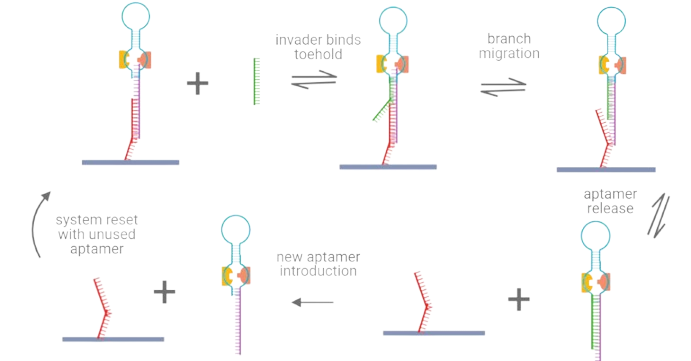 invader binds
toehold
branch
migration
aptamer
release
new aptamer
introduction
system reset
with unused
aptamer